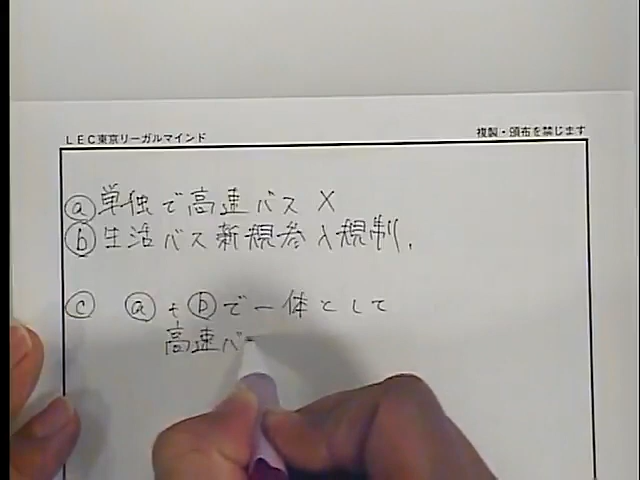 LEC東京リーガルマインド
複製・頒布を禁じます
ⓐ単独で高速バス ×
ⓑ生活バス新規参入規制.
ⓒ ⓐ+ⓑで一体として
高速バ